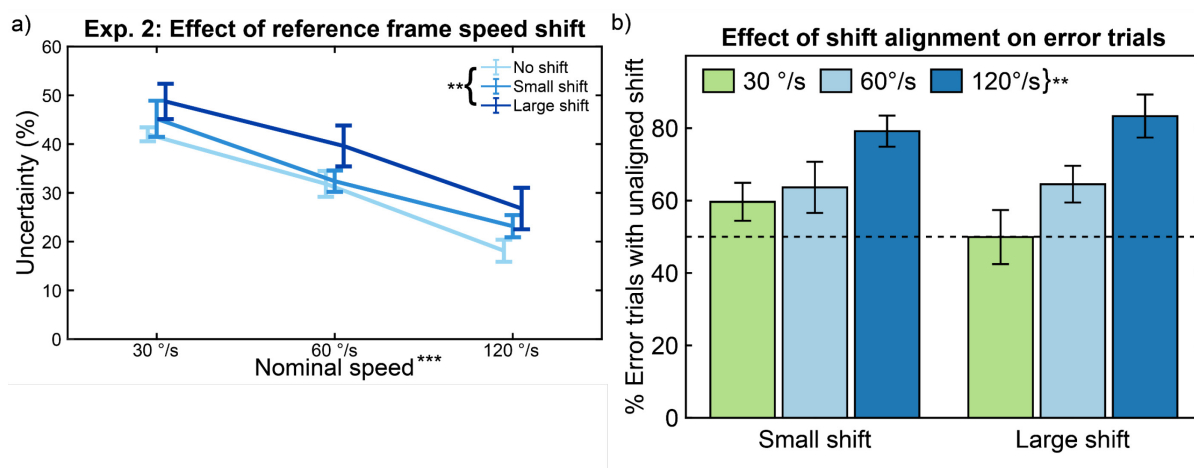 a) Exp. 2: Effect of reference frame speed shift
60
50
40
30
20
10
0
Uncertainty (%)
No shift
Small shift
Large shift
**{
30 °/s 60 °/s 120 °/s
Nominal speed***
b)
Effect of shift alignment on error trials
30 °/s 60°/s 120°/s}**
80
60
40
20
0
% Error trials with unaligned shift
Small shift Large shift